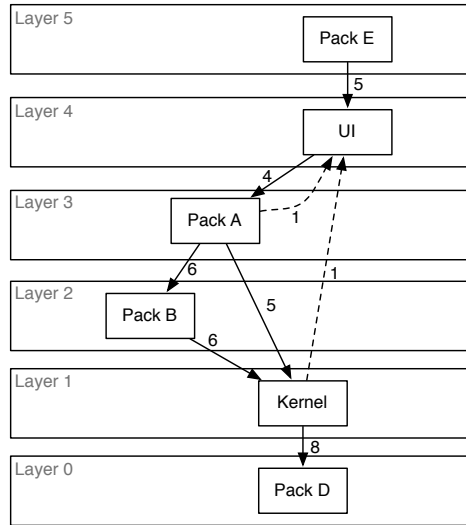 Layer 5
Pack E
5
Layer 4
UI
4
Layer 3
Pack A
1
6
Layer 2
1
Pack B
5
6
Layer 1
Kernel
8
Layer 0
Pack D